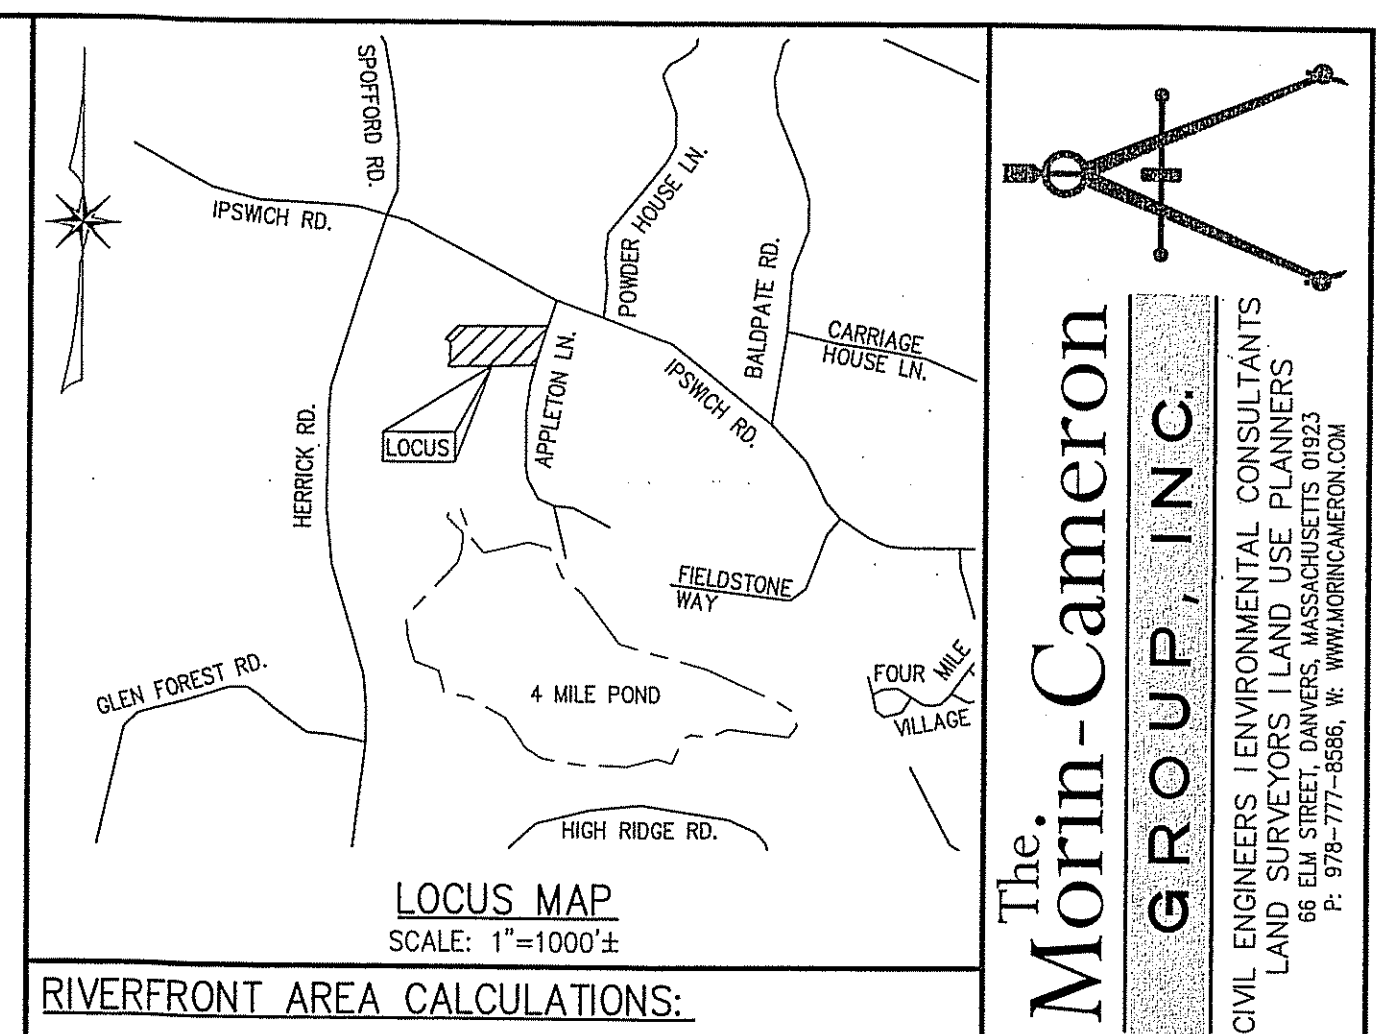 SPOFFORD RD.
IPSWICH RD.
POWDER HOUSE LN.
BALDPATE RD.
CARRIAGE
HOUSE LN.
APPLETON LN.
IPSWICH RD.
LOCUS
HERRICK RD.
FIELDSTONE
WAY
GLEN FOREST RD.
4 MILE POND
FOUR MILE
VILLAGE
HIGH RIDGE RD.
LOCUS MAP
SCALE: 1"=1000'±
RIVERFRONT AREA CALCULATIONS:
The
Morin-Cameron
GROUP, INC.
CIVIL ENGINEERS | ENVIRONMENTAL CONSULTANTS
LAND SURVEYORS | LAND USE PLANNERS
66 ELM STREET, DANVERS, MASSACHUSETTS 01923
P: 978-777-8586, W: WWW.MORINCAMERON.COM